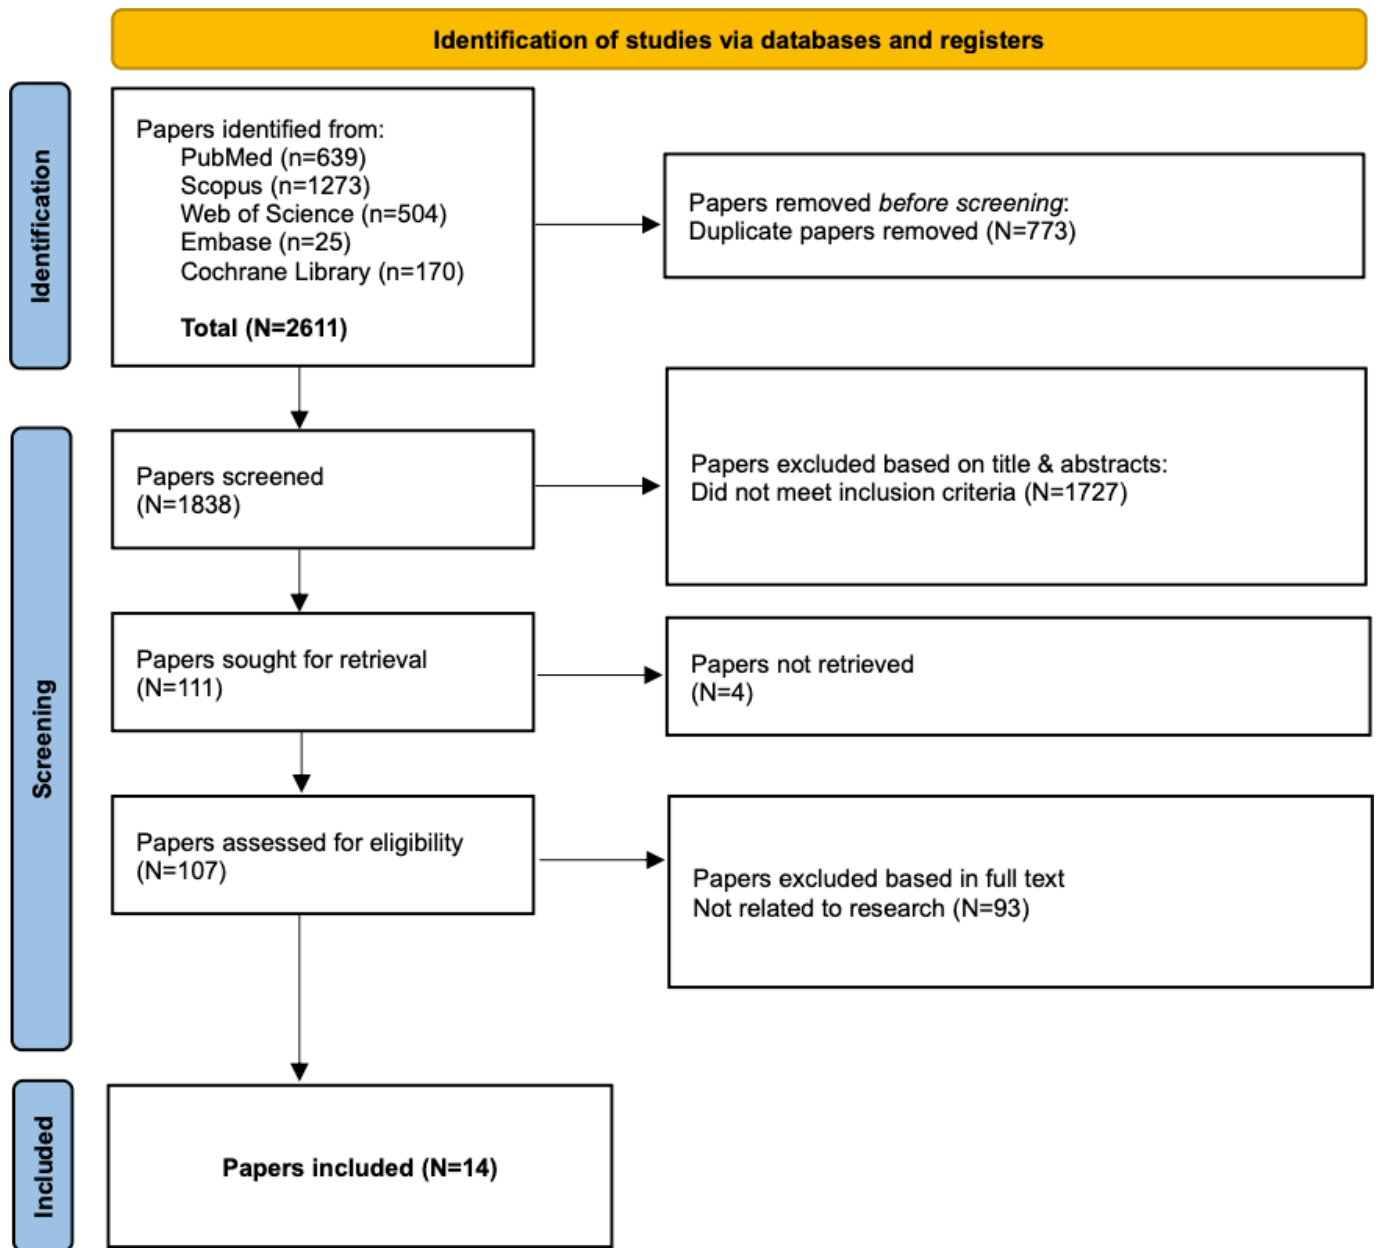 Identification of studies via databases and registers
Identification
Papers identified from:
PubMed (n=639)
Scopus (n=1273)
Web of Science (n=504)
Embase (n=25)
Cochrane Library (n=170)
Total (N=2611)
Papers removed before screening:
Duplicate papers removed (N=773)
Screening
Papers screened
(N=1838)
Papers excluded based on title & abstracts:
Did not meet inclusion criteria (N=1727)
Papers sought for retrieval
(N=111)
Papers not retrieved
(N=4)
Papers assessed for eligibility
(N=107)
Papers excluded based in full text
Not related to research (N=93)
Included
Papers included (N=14)